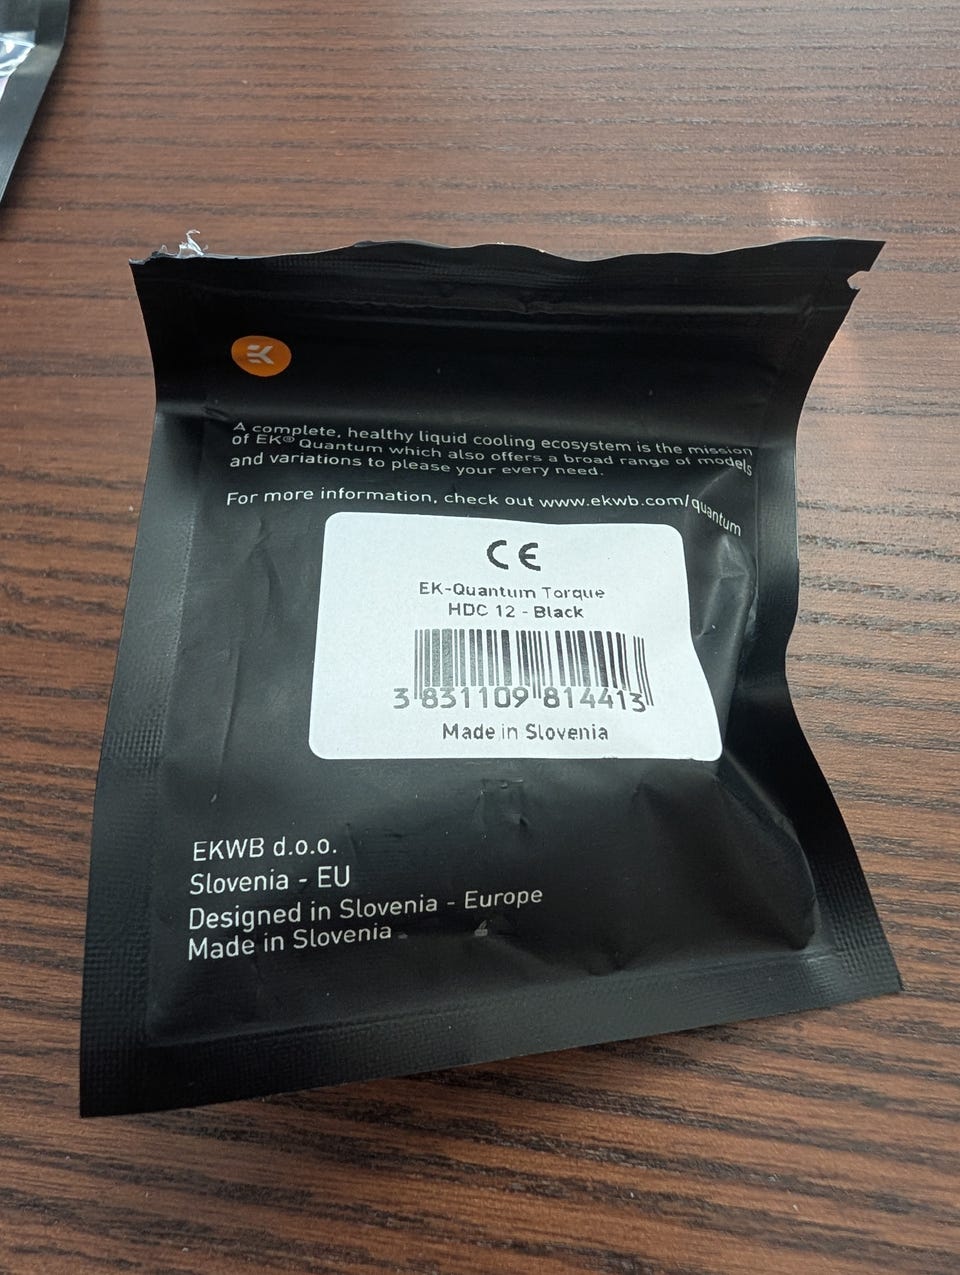 A complete, healthy liquid cooling ecosystem is the mission
of EK® Quantum which also offers a broad range of models
and variations to please your every need.
For more information, check out www.ekwb.com/quantum
CE
EK-Quantum Torque
HDC 12 - Black
3 831109 814413
Made in Slovenia
EKWB d.o.o.
Slovenia - EU
Designed in Slovenia - Europe
Made in Slovenia